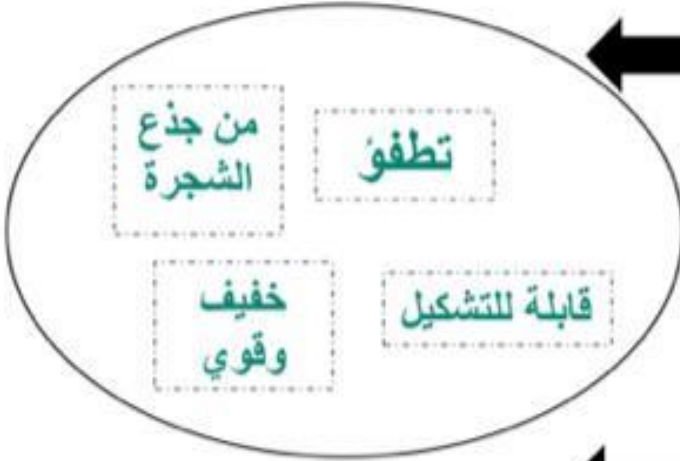 تطفو
من جذع
الشجرة
قابلة للتشكيل
خفيف
وقوي